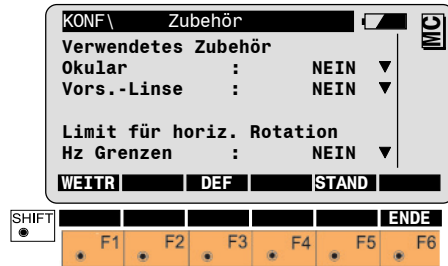 KONF\ Zubehör
MC
Verwendetes Zubehör
Okular : NEIN ▼
Vors.-Linse : NEIN ▼
Limit für horiz. Rotation
Hz Grenzen : NEIN ▼
WEITR DEF STAND
SHIFT ENDE
F1 F2 F3 F4 F5 F6